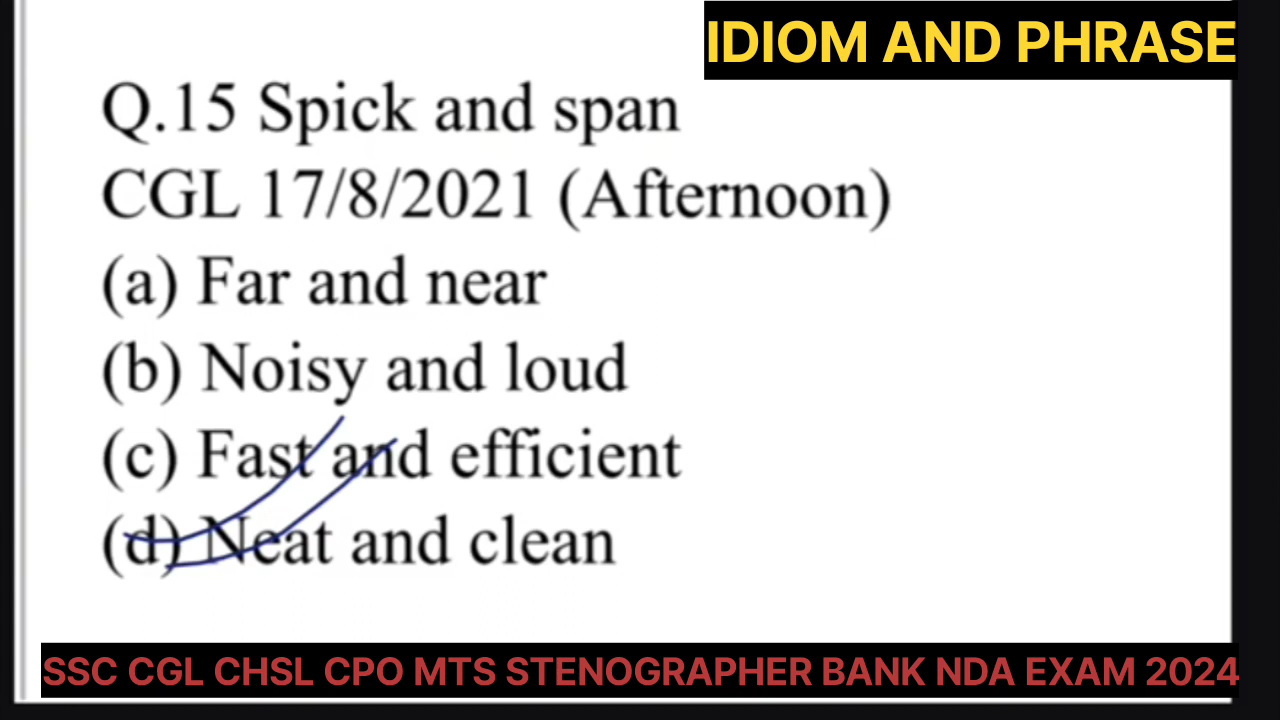 IDIOM AND PHRASE
Q.15 Spick and span
CGL 17/8/2021 (Afternoon)
(a) Far and near
(b) Noisy and loud
(c) Fast and efficient
(d) Neat and clean
SSC CGL CHSL CPO MTS STENOGRAPHER BANK NDA EXAM 2024